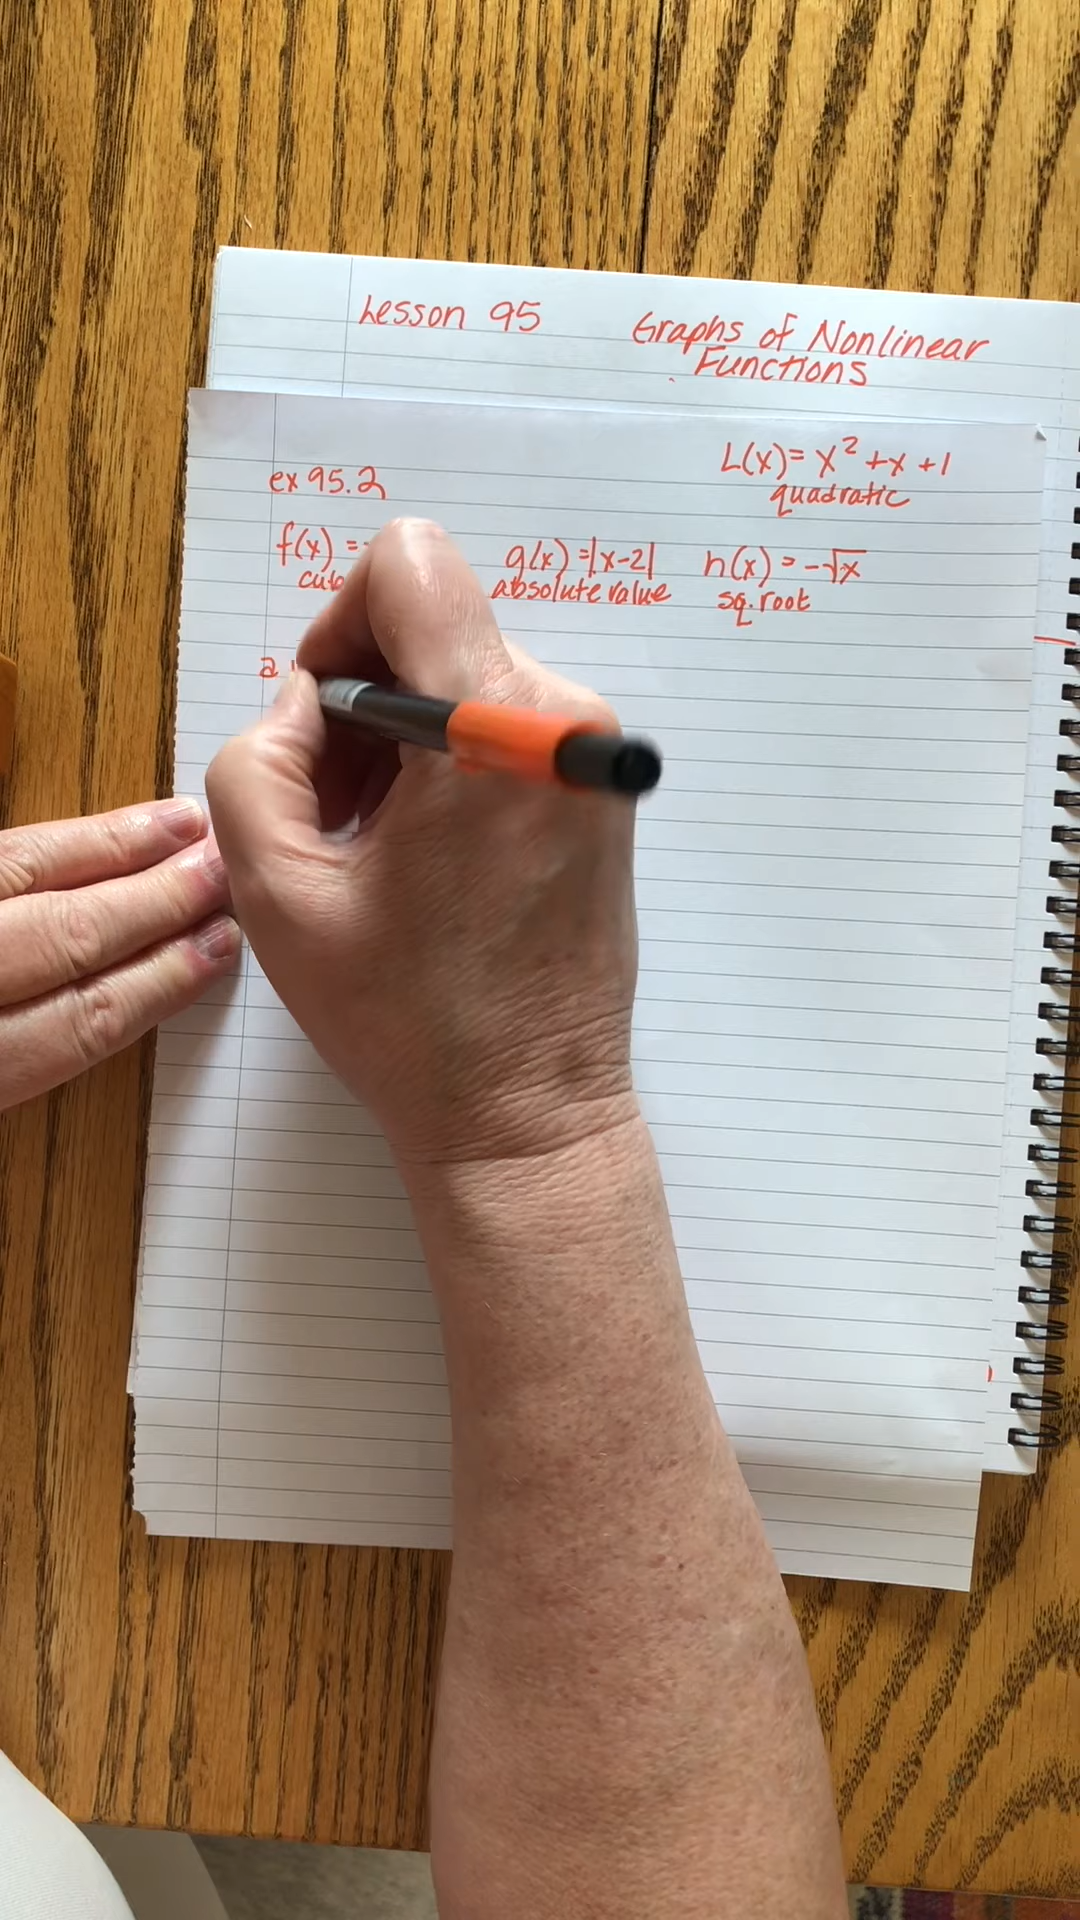 Lesson 95 Graphs of Nonlinear
Functions
L(x)= x² +x +1
quadratic
ex 95.2
f(x) =- g(x) =|x-2| h(x) = -√x
absolute value sq. root
a